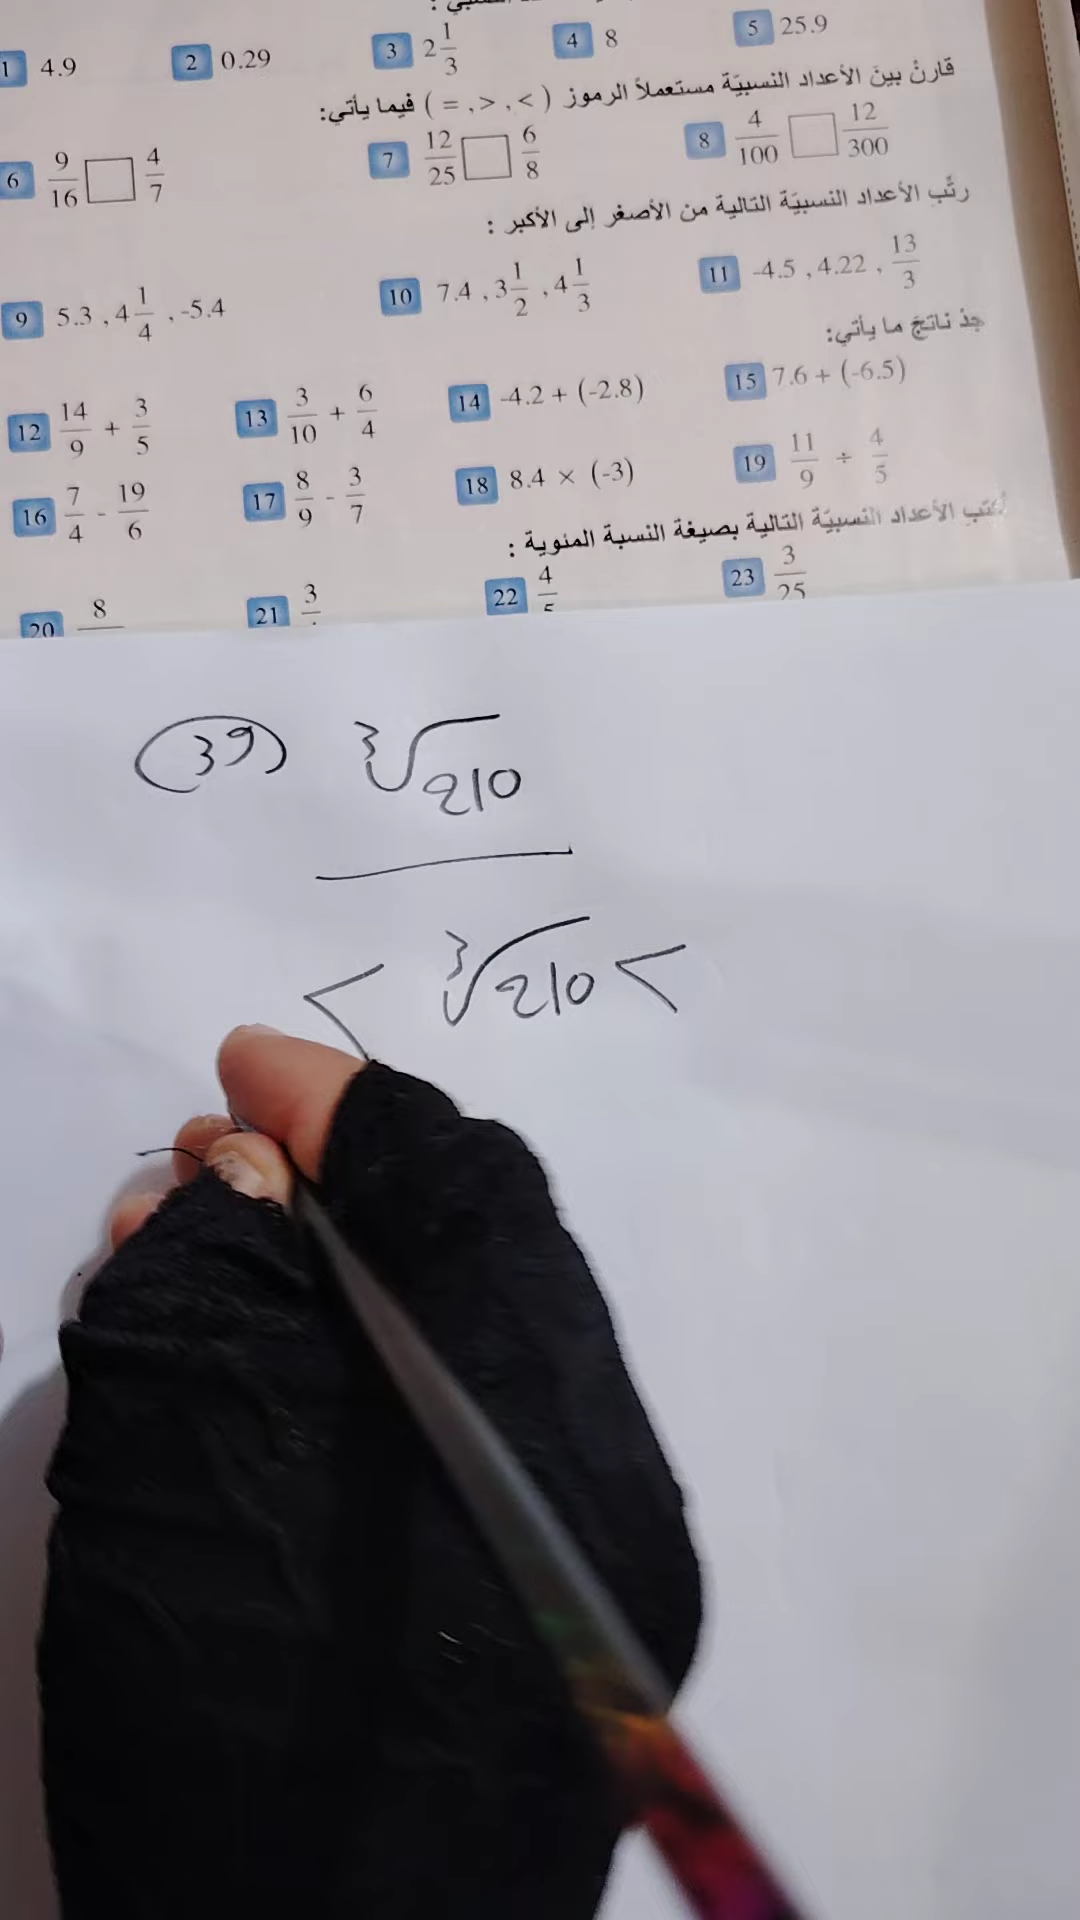 1 4.9 2 0.29 3 2 1/3 4 8 5 25.9
قارنْ بينَ الأعداد النسبيّة مستعملاً الرموز ( < ، > ، = ) فيما يأتي:
6 9/16 □ 4/7 7 12/25 □ 6/8 8 4/100 □ 12/300
رتّب الأعداد النسبيّة التالية من الأصغر إلى الأكبر :
9 5.3 , 4 1/4 , -5.4 10 7.4 , 3 1/2 , 4 1/3 11 -4.5 , 4.22 , 13/3
جدْ ناتجَ ما يأتي:
12 14/9 + 3/5 13 3/10 + 6/4 14 -4.2 + (-2.8) 15 7.6 + (-6.5)
16 7/4 - 19/6 17 8/9 - 3/7 18 8.4 × (-3) 19 11/9 ÷ 4/5
أكتب الأعداد النسبيّة التالية بصيغة النسبة المئوية :
20 8 21 3 22 4/5 23 3/25
(39) ∛210
< ∛210 <